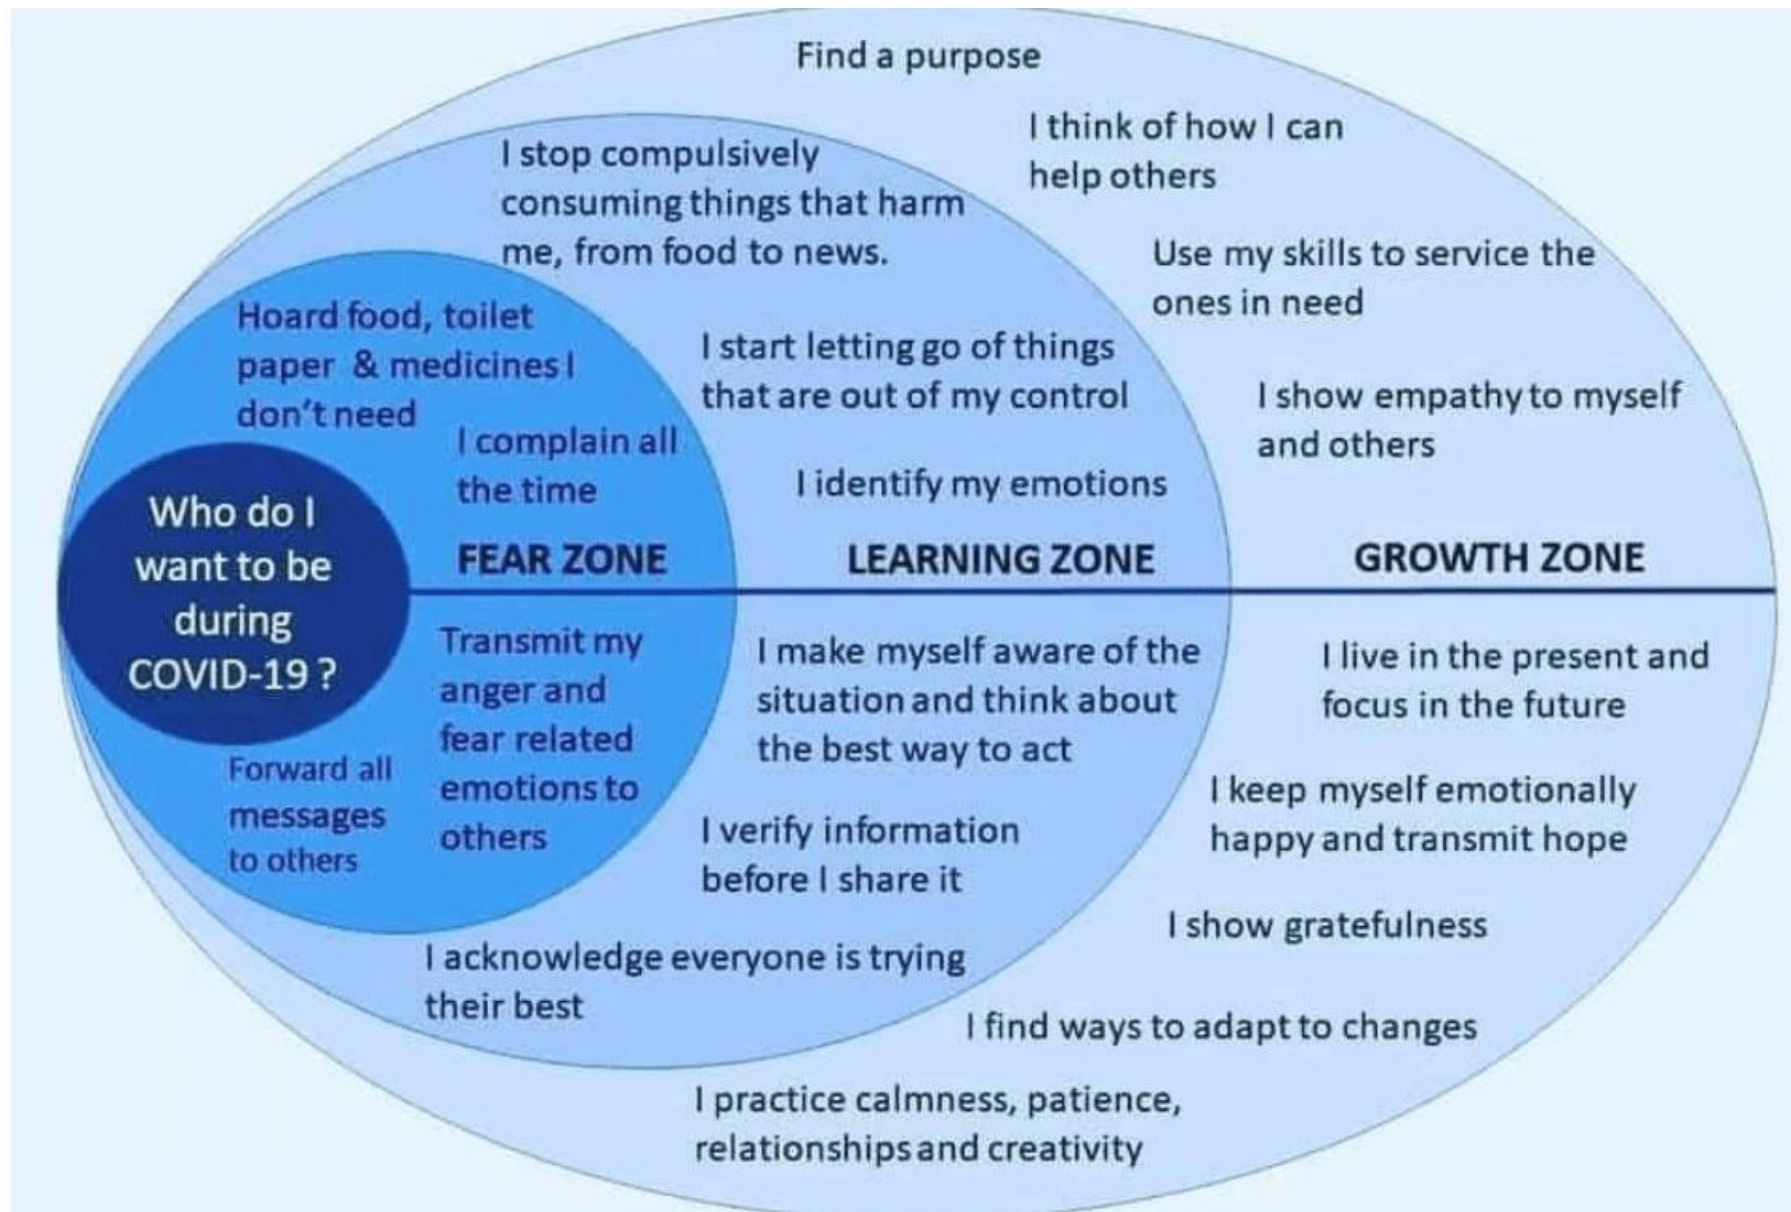 Find a purpose
I think of how I can
help others
I stop compulsively
consuming things that harm
me, from food to news.
Use my skills to service the
ones in need
Hoard food, toilet
paper & medicines I
don't need
I start letting go of things
that are out of my control
I show empathy to myself
and others
I complain all
the time
I identify my emotions
Who do I
want to be
during
COVID-19 ?
FEAR ZONE
LEARNING ZONE
GROWTH ZONE
Transmit my
anger and
fear related
emotions to
others
I make myself aware of the
situation and think about
the best way to act
I live in the present and
focus in the future
Forward all
messages
to others
I keep myself emotionally
happy and transmit hope
I verify information
before I share it
I show gratefulness
I acknowledge everyone is trying
their best
I find ways to adapt to changes
I practice calmness, patience,
relationships and creativity